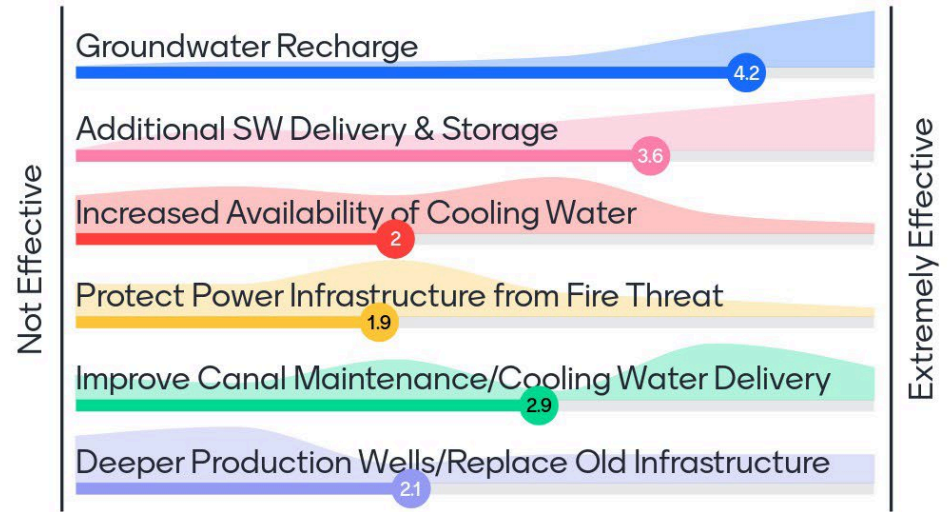 Groundwater Recharge
4.2
Additional SW Delivery & Storage
3.6
Increased Availability of Cooling Water
2
Protect Power Infrastructure from Fire Threat
1.9
Improve Canal Maintenance/Cooling Water Delivery
2.9
Deeper Production Wells/Replace Old Infrastructure
2.1
Not Effective
Extremely Effective